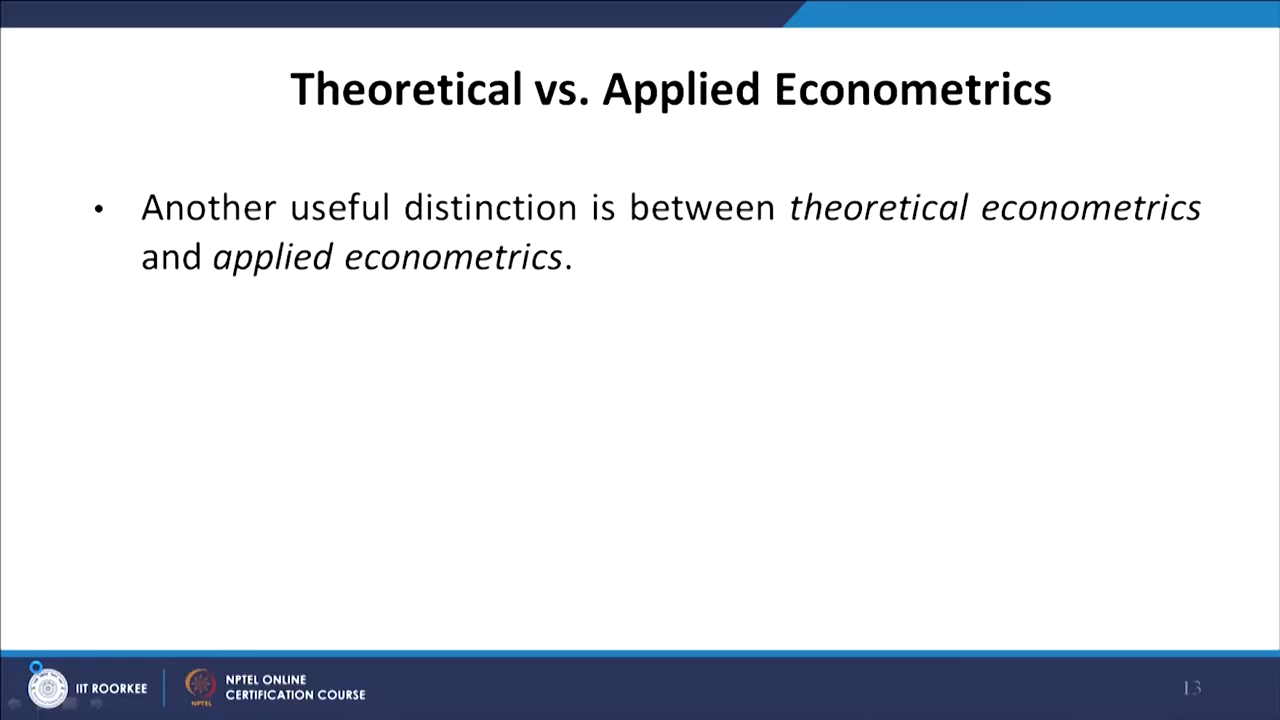 Theoretical vs. Applied Econometrics
• Another useful distinction is between theoretical econometrics
and applied econometrics.
IIT ROORKEE
NPTEL
NPTEL ONLINE
CERTIFICATION COURSE
13